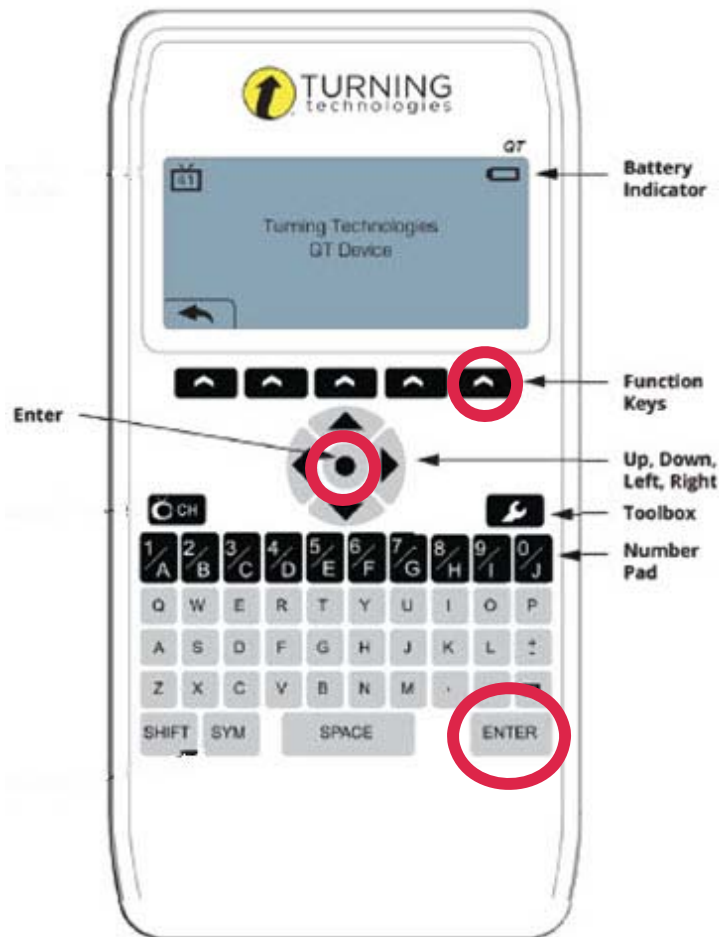 TURNING
technologies
QT
41
Turning Technologies
QT Device
Battery
Indicator
Function
Keys
Enter
Up, Down,
Left, Right
CH
Toolbox
1/A 2/B 3/C 4/D 5/E 6/F 7/G 8/H 9/I 0/J
Number
Pad
Q W E R T Y U I O P
A S D F G H J K L
Z X C V B N M
SHIFT SYM SPACE ENTER